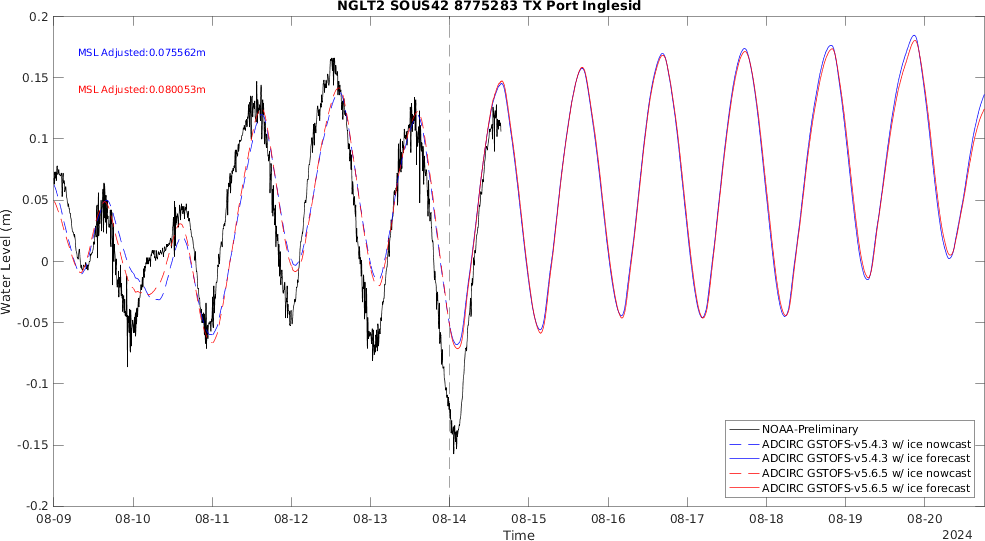 NGLT2 SOUS42 8775283 TX Port Inglesid
0.2
0.15
0.1
0.05
0
-0.05
-0.1
-0.15
-0.2
Water Level (m)
MSL Adjusted:0.075562m
MSL Adjusted:0.080053m
NOAA-Preliminary
ADCIRC GSTOFS-v5.4.3 w/ ice nowcast
ADCIRC GSTOFS-v5.4.3 w/ ice forecast
ADCIRC GSTOFS-v5.6.5 w/ ice nowcast
ADCIRC GSTOFS-v5.6.5 w/ ice forecast
08-09 08-10 08-11 08-12 08-13 08-14 08-15 08-16 08-17 08-18 08-19 08-20
Time
2024